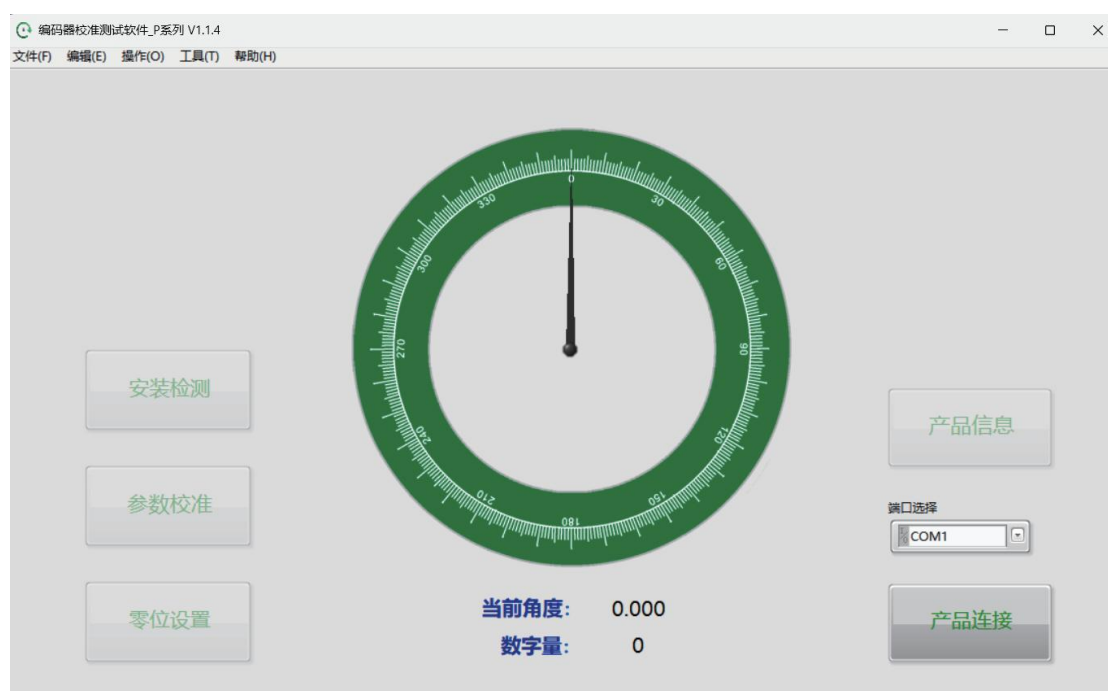 编码器校准测试软件_P系列 V1.1.4
文件(F) 编辑(E) 操作(O) 工具(T) 帮助(H)
0
30
60
90
120
150
180
210
240
270
300
330
安装检测
参数校准
零位设置
当前角度: 0.000
数字量: 0
产品信息
端口选择
COM1
产品连接